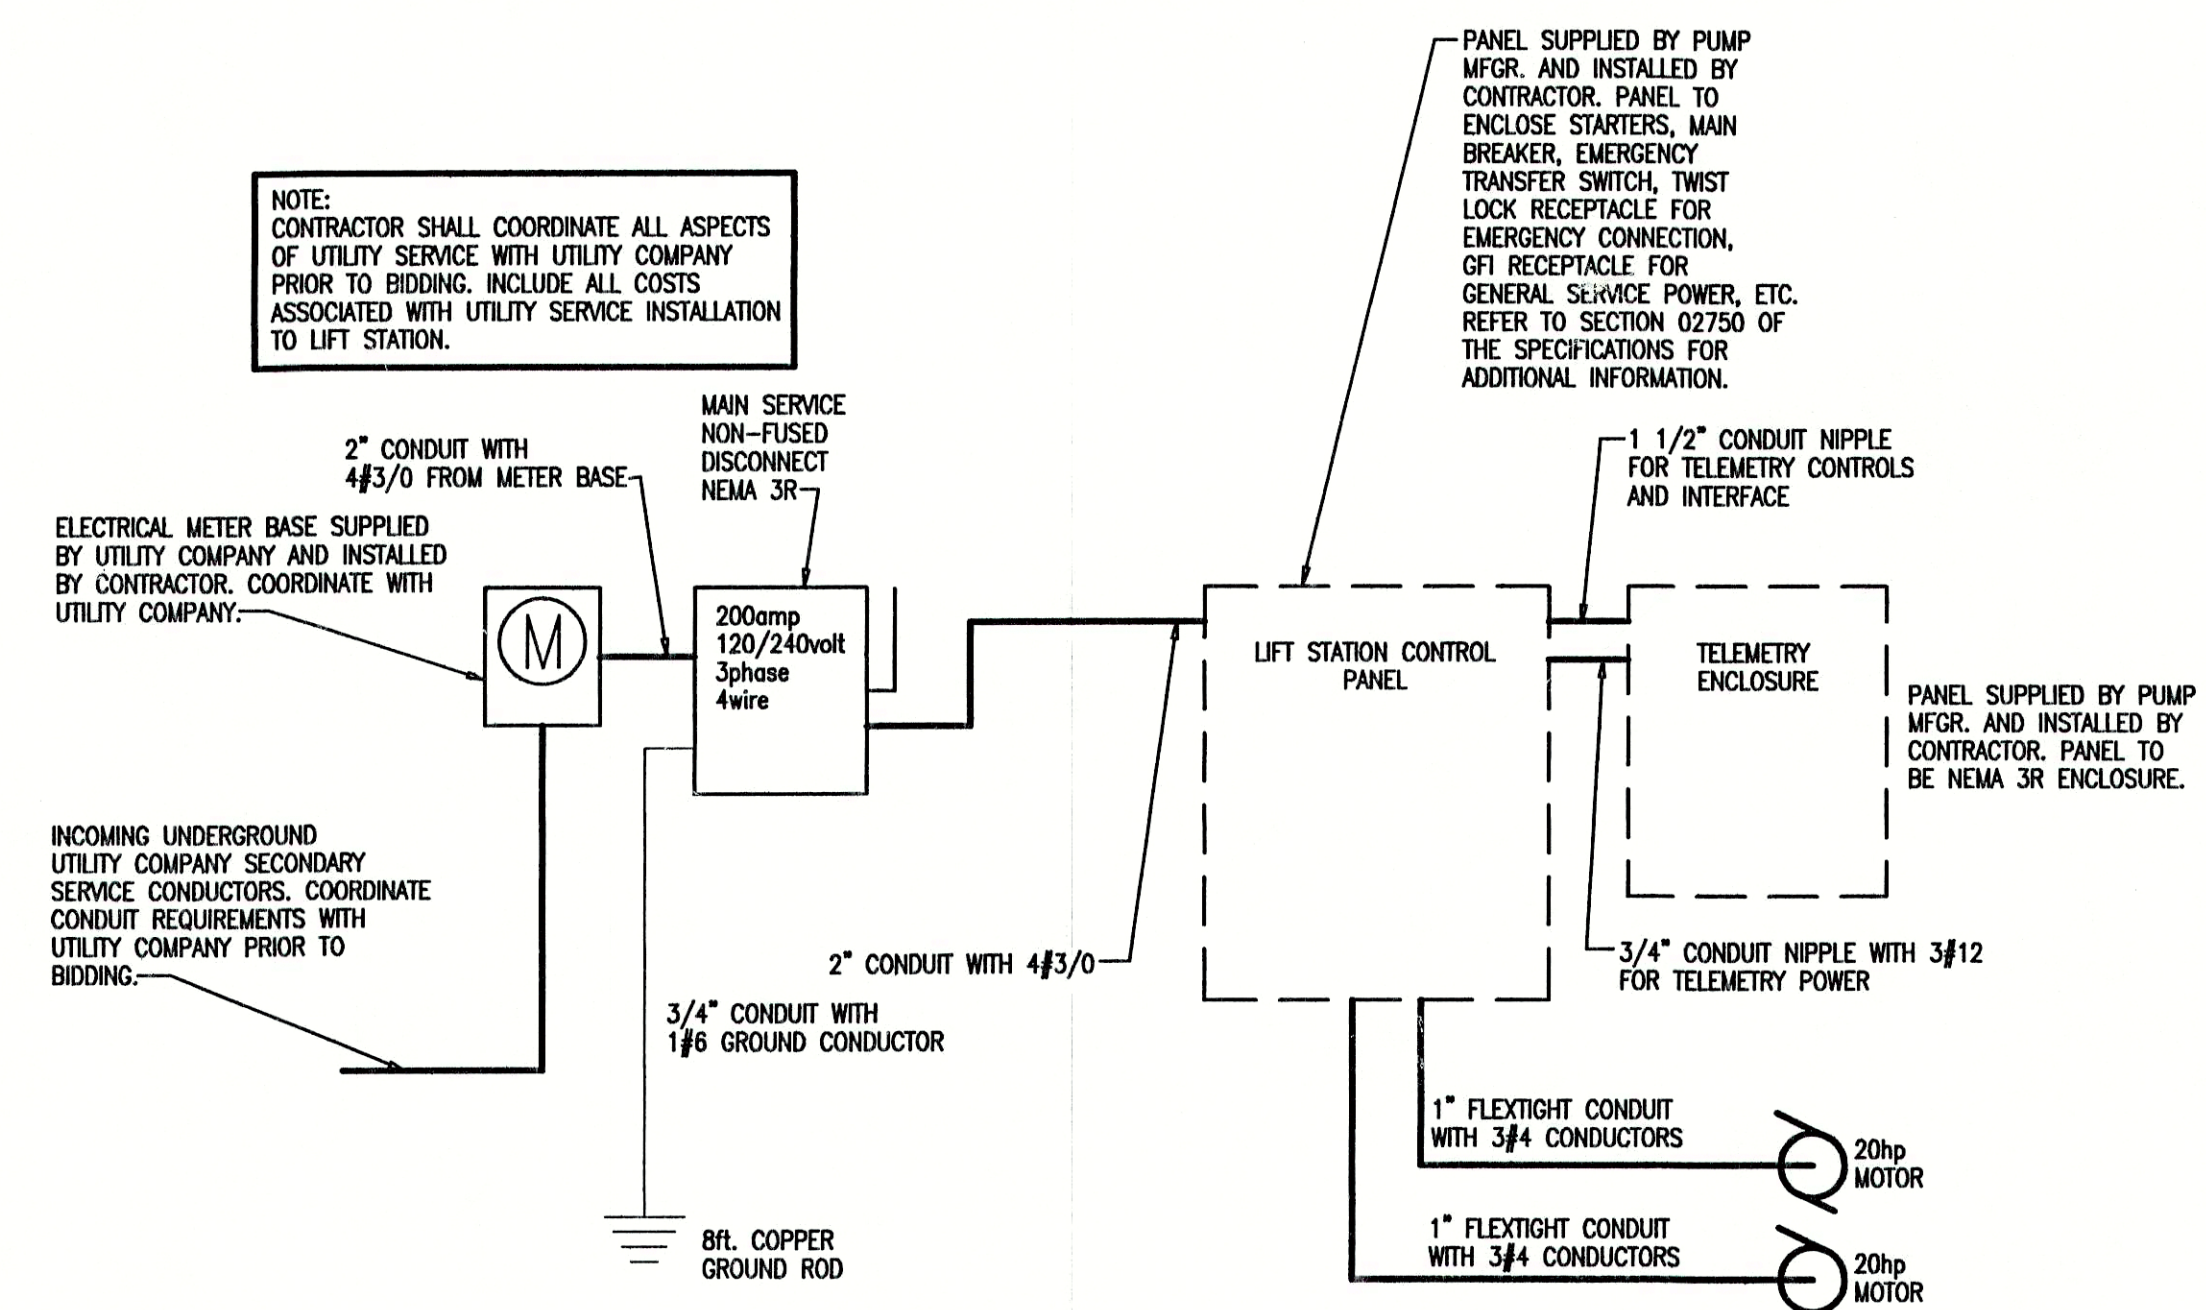 PANEL SUPPLIED BY PUMP
MFGR. AND INSTALLED BY
CONTRACTOR. PANEL TO
ENCLOSE STARTERS, MAIN
BREAKER, EMERGENCY
TRANSFER SWITCH, TWIST
LOCK RECEPTACLE FOR
EMERGENCY CONNECTION,
GFI RECEPTACLE FOR
GENERAL SERVICE POWER, ETC.
REFER TO SECTION 02750 OF
THE SPECIFICATIONS FOR
ADDITIONAL INFORMATION.
NOTE:
CONTRACTOR SHALL COORDINATE ALL ASPECTS
OF UTILITY SERVICE WITH UTILITY COMPANY
PRIOR TO BIDDING. INCLUDE ALL COSTS
ASSOCIATED WITH UTILITY SERVICE INSTALLATION
TO LIFT STATION.
MAIN SERVICE
NON-FUSED
DISCONNECT
NEMA 3R
2" CONDUIT WITH
4#3/0 FROM METER BASE
1 1/2" CONDUIT NIPPLE
FOR TELEMETRY CONTROLS
AND INTERFACE
ELECTRICAL METER BASE SUPPLIED
BY UTILITY COMPANY AND INSTALLED
BY CONTRACTOR. COORDINATE WITH
UTILITY COMPANY.
M
200amp
120/240volt
3phase
4wire
LIFT STATION CONTROL
PANEL
TELEMETRY
ENCLOSURE
PANEL SUPPLIED BY PUMP
MFGR. AND INSTALLED BY
CONTRACTOR. PANEL TO
BE NEMA 3R ENCLOSURE.
INCOMING UNDERGROUND
UTILITY COMPANY SECONDARY
SERVICE CONDUCTORS. COORDINATE
CONDUIT REQUIREMENTS WITH
UTILITY COMPANY PRIOR TO
BIDDING.
2" CONDUIT WITH 4#3/0
3/4" CONDUIT NIPPLE WITH 3#12
FOR TELEMETRY POWER
3/4" CONDUIT WITH
1#6 GROUND CONDUCTOR
1" FLEXTIGHT CONDUIT
WITH 3#4 CONDUCTORS
20hp
MOTOR
8ft. COPPER
GROUND ROD
1" FLEXTIGHT CONDUIT
WITH 3#4 CONDUCTORS
20hp
MOTOR